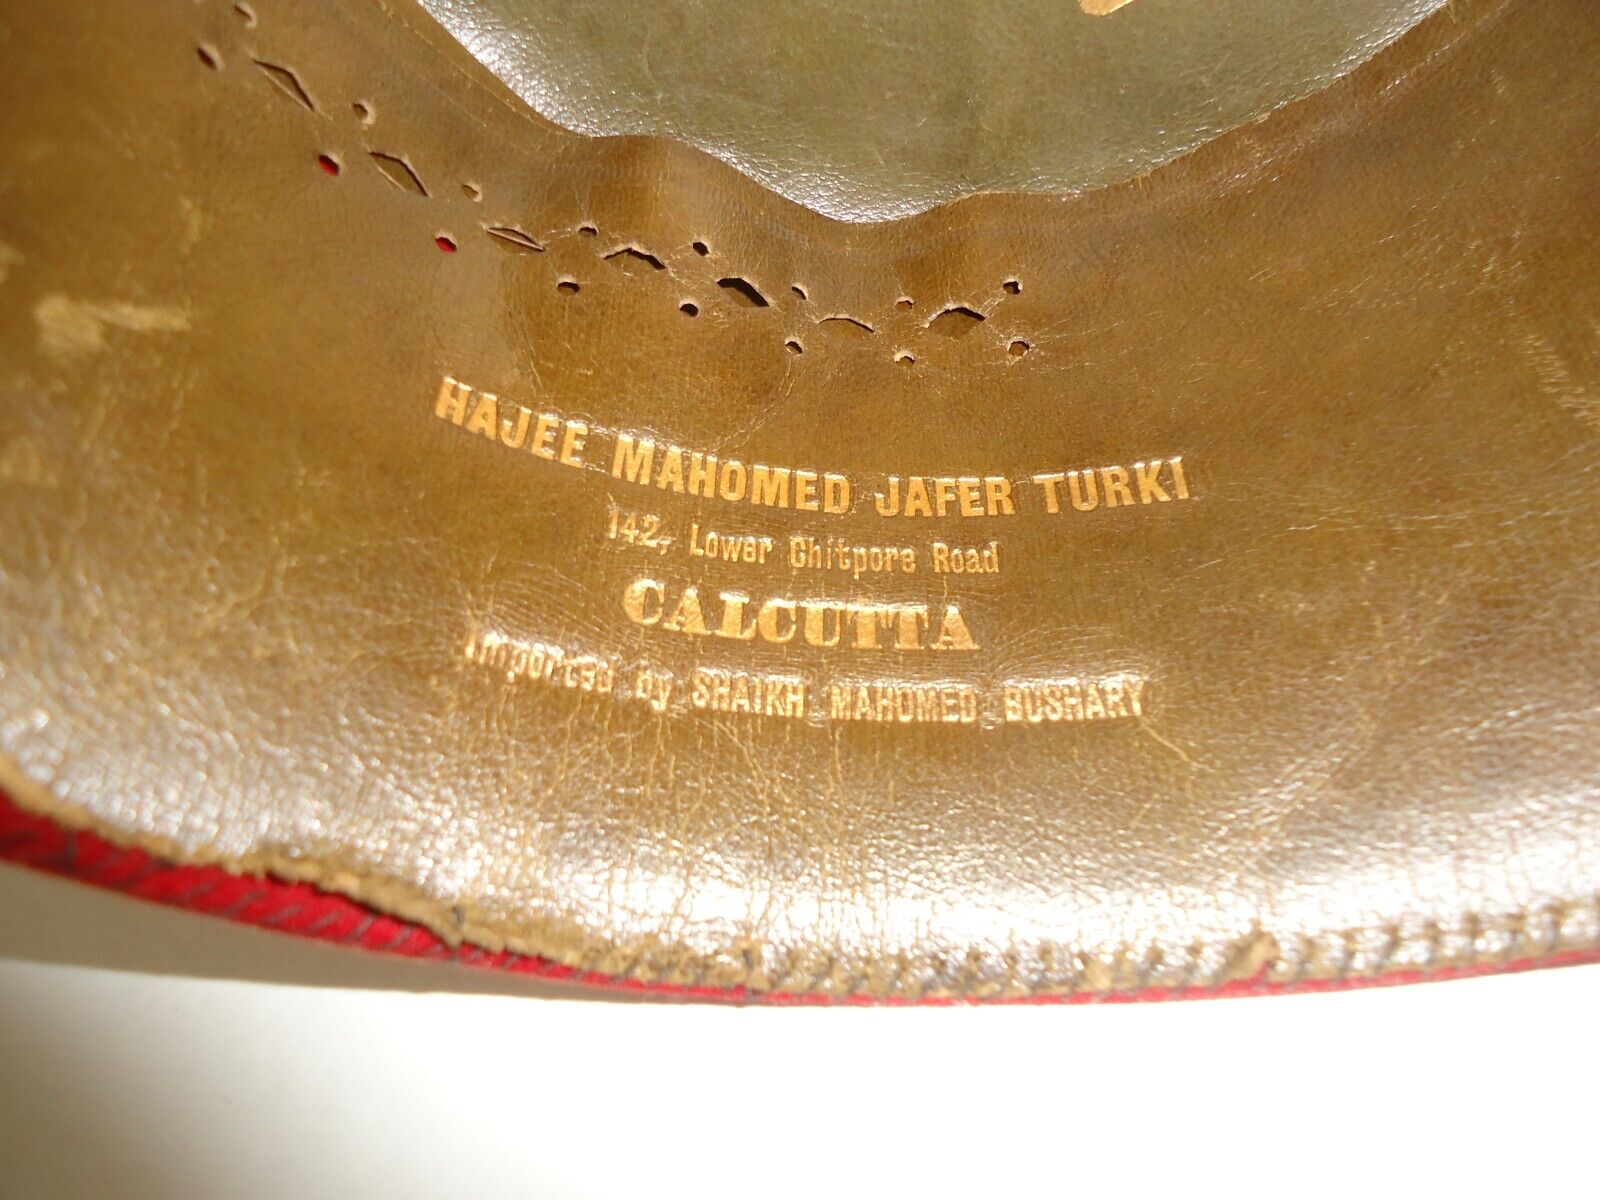 HAJEE MAHOMED JAFER TURKI
142, Lower Chitpore Road
CALCUTTA
Imported by SHAIKH MAHOMED BUSHARY